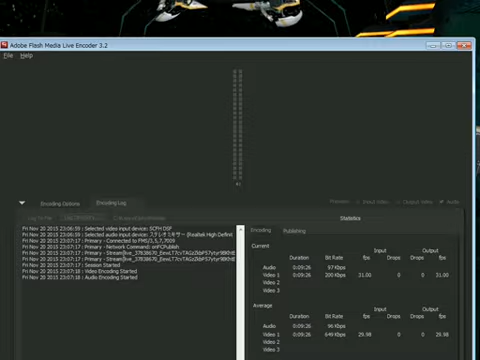 Adobe Flash Media Live Encoder 3.2
File Help
Encoding Options Encoding Log
Input Video Output Video Audio
Statistics
Encoding Publishing
Fri Nov 20 2015 23:06:59 : Selected video input device: SCFH DSF
Fri Nov 20 2015 23:06:59 : Selected audio input device: ステレオ ミキサー (Realtek High Definit
Fri Nov 20 2015 23:07:17 : Primary - Connected to FMS/3,5,7,7009
Fri Nov 20 2015 23:07:17 : Primary - Network Command: onFCPublish
Fri Nov 20 2015 23:07:17 : Primary -
Fri Nov 20 2015 23:07:17 : Primary -
Fri Nov 20 2015 23:07:17 : Session Started
Fri Nov 20 2015 23:07:18 : Video Encoding Started
Fri Nov 20 2015 23:07:18 : Audio Encoding Started
Current
Input Output
Duration Bit Rate fps Drops Drops fps
Audio 0:09:26 97 Kbps
Video 1 0:09:26 200 Kbps 31.00 0 0 31.00
Video 2
Video 3
Average
Input Output
Duration Bit Rate fps Drops Drops fps
Audio 0:09:26 96 Kbps
Video 1 0:09:26 649 Kbps 29.98 0 0 29.98
Video 2
Video 3